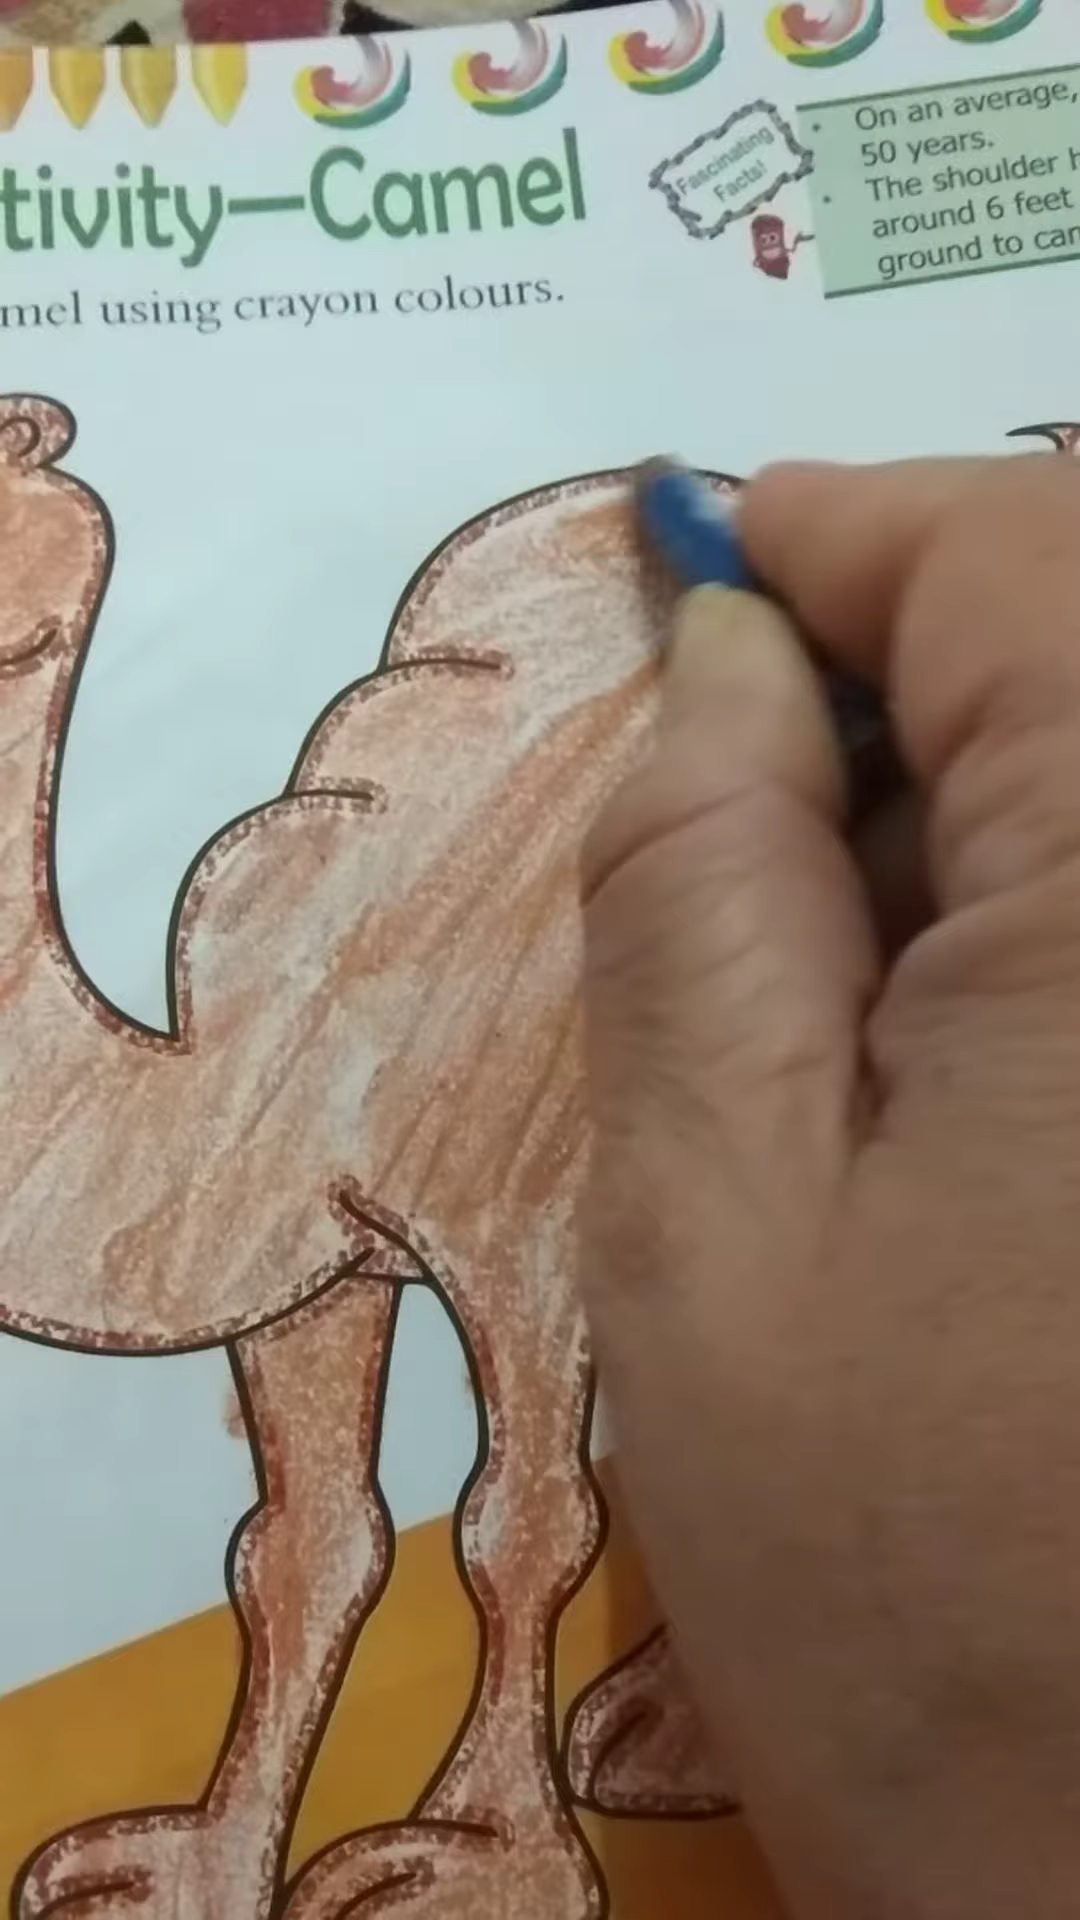 tivity—Camel
mel using crayon colours.
Fascinating
Facts!
• On an average,
50 years.
• The shoulder h
around 6 feet
ground to can